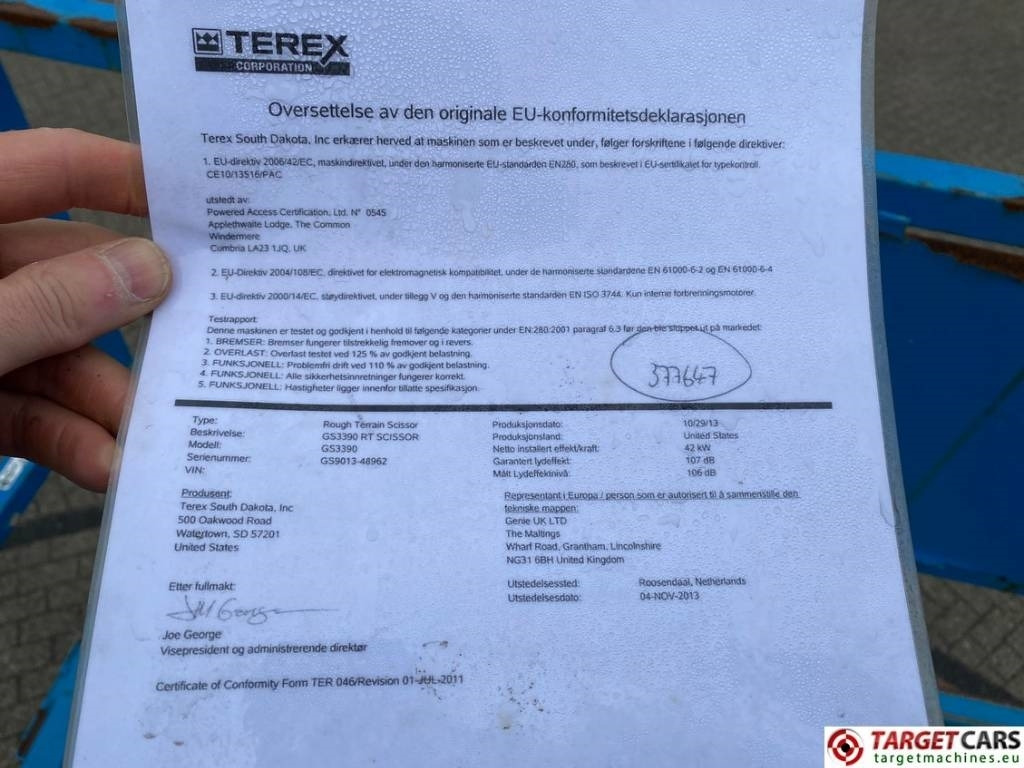 TEREX
CORPORATION
Oversettelse av den originale EU-konformitetsdeklarasjonen
Terex South Dakota, Inc erkærer herved at maskinen som er beskrevet under, følger forskriftene i følgende direktiver:
1. EU-direktiv 2006/42/EC, maskindirektivet, under den harmoniserte EU-standarden EN280, som beskrevet i EU-sertifikalet for typekontroll.
CE10/13516/PAC
utstedt av:
Powered Access Certification, Ltd. N° 0545
Applethwaite Lodge, The Common
Windermere
Cumbria LA23 1JQ, UK
2. EU-Direktiv 2004/108/EC, direktivet for elektromagnetisk kompatibilitet, under de harmoniserte standardene EN 61000-6-2 og EN 61000-6-4
3. EU-direktiv 2000/14/EC, støydirektivet, under tillegg V og den harmoniserte standarden EN ISO 3744. Kun interne forbrenningsmotorer
Testrapport:
Denne maskinen er testet og godkjent i henhold til følgende kategorier under EN:280:2001 paragraf 6.3 før den ble sluppet ut på markedet:
1. BREMSER: Bremser fungerer tilstrekkelig fremover og i revers.
2. OVERLAST: Overlast testet ved 125 % av godkjent belastning.
3. FUNKSJONELL: Problemfri drift ved 110 % av godkjent belastning.
4. FUNKSJONELL: Alle sikkerhetsinnretninger fungerer korrekt.
5. FUNKSJONELL: Hastigheter ligger innenfor tillatte spesifikasjon.
377647
Type: Rough Terrain Scissor
Beskrivelse: GS3390 RT SCISSOR
Modell: GS3390
Serienummer: GS9013-48962
VIN:
Produksjonsdato: 10/29/13
Produksjonsland: United States
Netto installert effekt/kraft: 42 kW
Garantert lydeffekt: 107 dB
Målt Lydeffektnivå: 106 dB
Produsent:
Terex South Dakota, Inc
500 Oakwood Road
Watertown, SD 57201
United States
Representant i Europa / person som er autorisert til å sammenstille den
tekniske mappen:
Genie UK LTD
The Maltings
Wharf Road, Grantham, Lincolnshire
NG31 6BH United Kingdom
Utstedelsessted: Roosendaal, Netherlands
Utstedelsesdato: 04-NOV-2013
Etter fullmakt:
Joe George
Visepresident og administrerende direktør
Certificate of Conformity Form TER 046/Revision 01-JUL-2011
TARGETCARS
targetmachines.eu